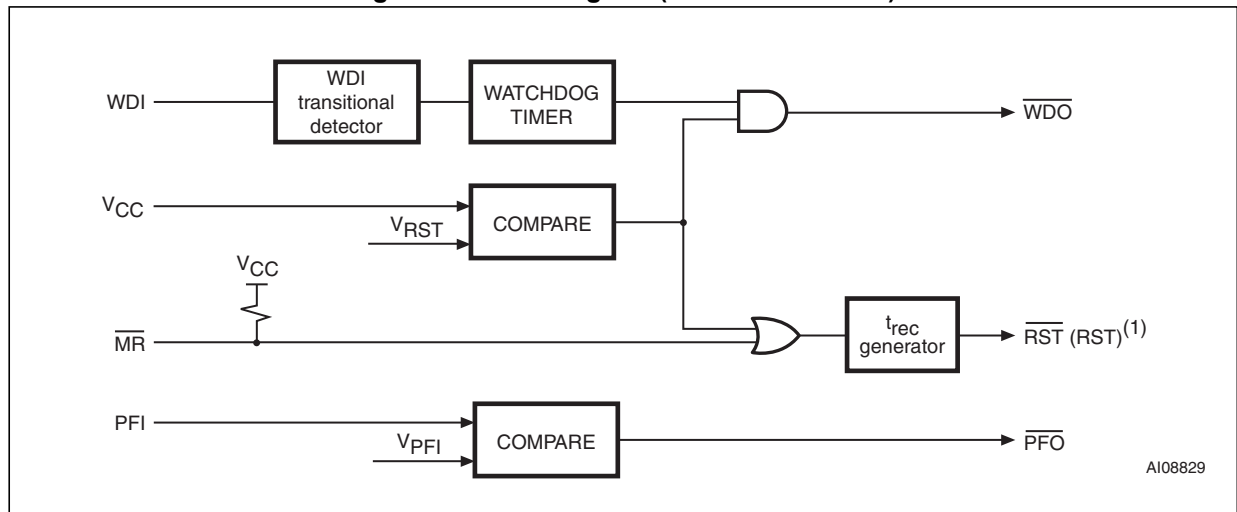 WDI
WDI
transitional
detector
WATCHDOG
TIMER
WDO
VCC
VRST
COMPARE
VCC
MR
trec
generator
RST (RST)(1)
PFI
VPFI
COMPARE
PFO
AI08829